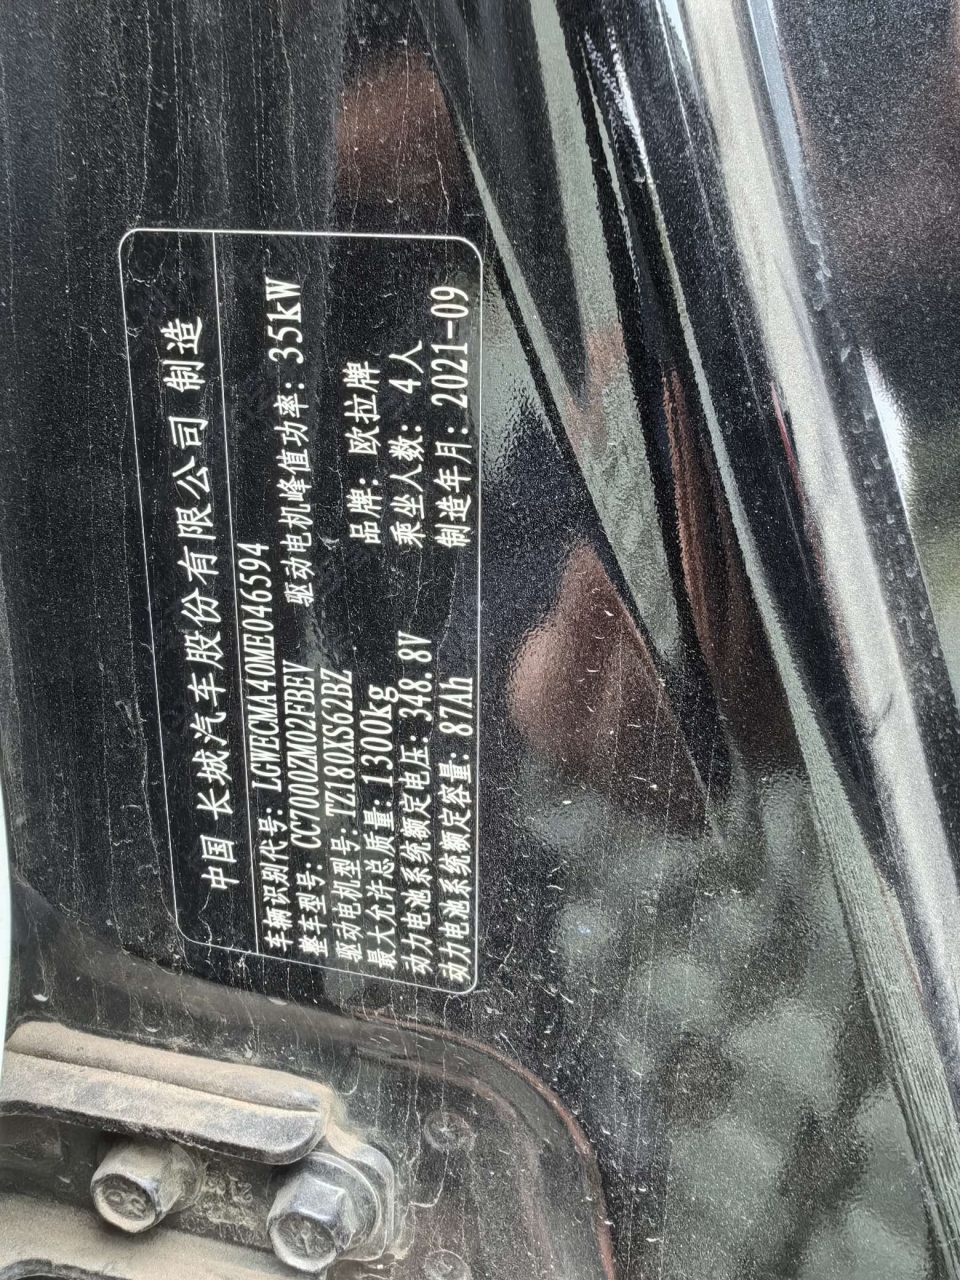 中国 长城汽车股份有限公司 制造
车辆识别代号: LGWECMA40ME046594
整车型号: CC7000ZM02FBEV 驱动电机峰值功率: 35kW
驱动电机型号: TZ180XS62BZ
最大允许总质量: 1300kg 品牌: 欧拉牌
动力电池系统额定电压: 348.8V 乘坐人数: 4人
动力电池系统额定容量: 87Ah 制造年月: 2021-09